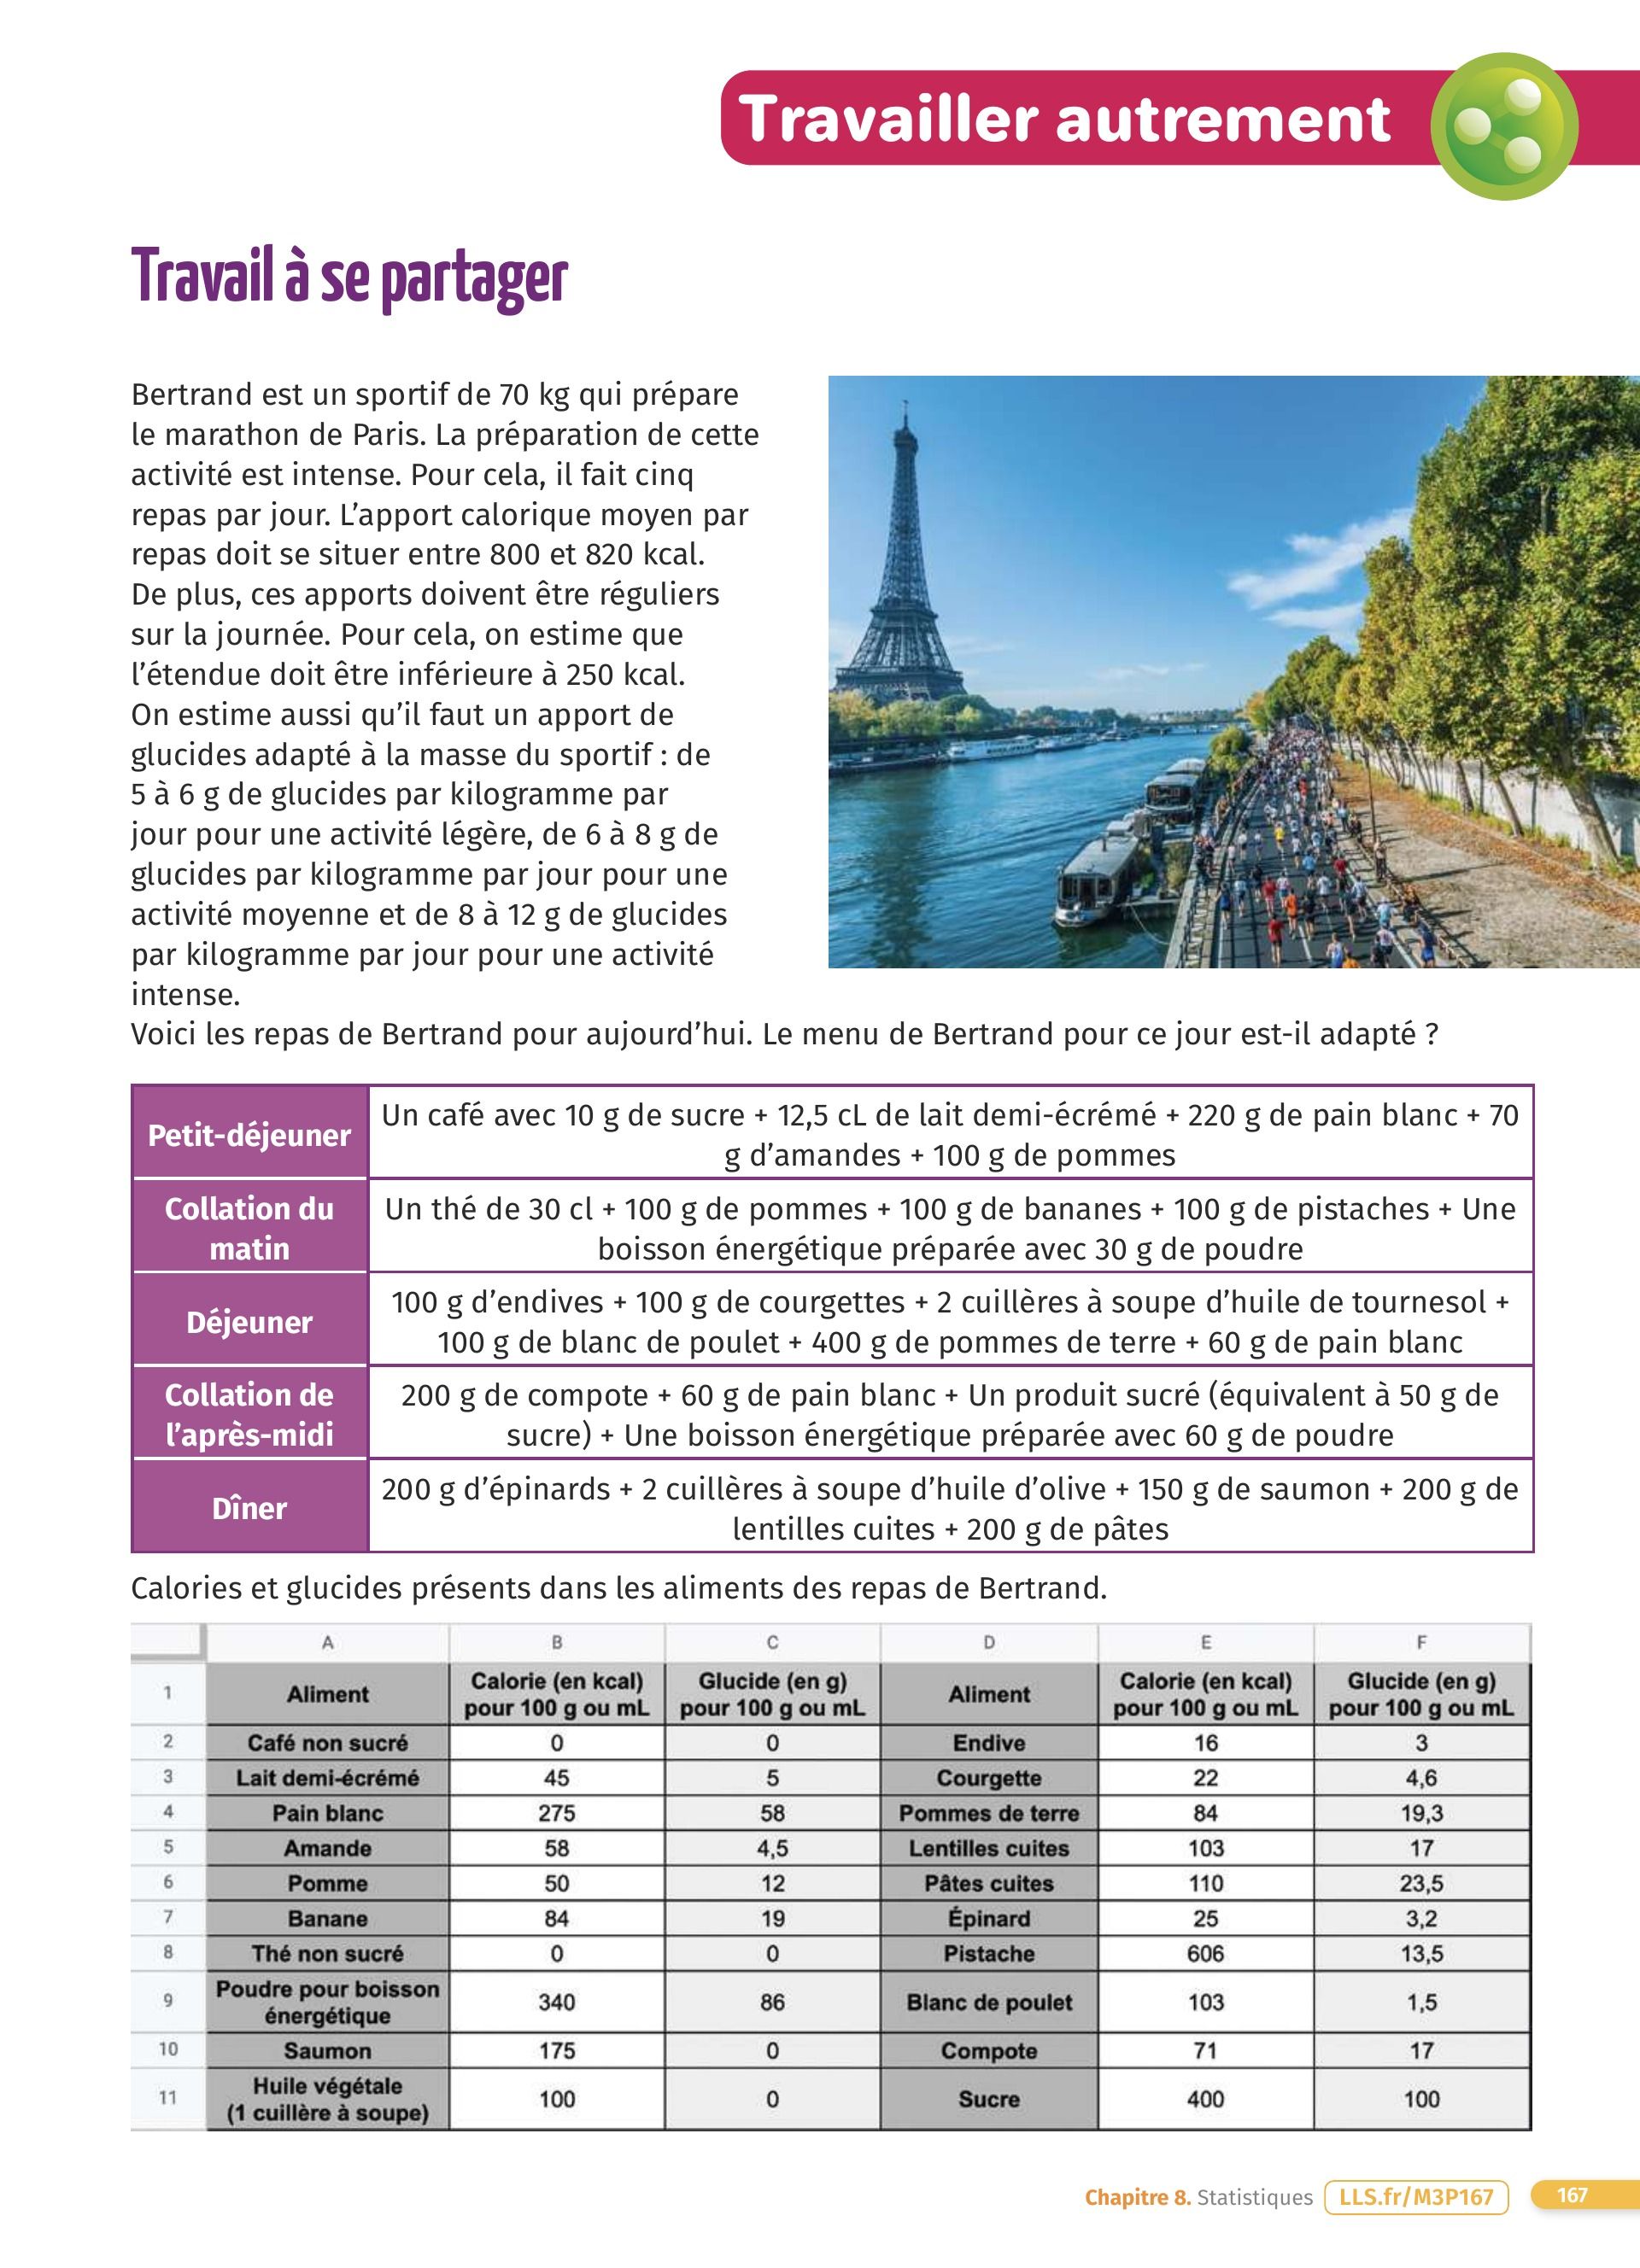 Travailler autrement
Travail à se partager
Bertrand est un sportif de 70 kg qui prépare
le marathon de Paris. La préparation de cette
activité est intense. Pour cela, il fait cinq
repas par jour. L’apport calorique moyen par
repas doit se situer entre 800 et 820 kcal.
De plus, ces apports doivent être réguliers
sur la journée. Pour cela, on estime que
l’étendue doit être inférieure à 250 kcal.
On estime aussi qu’il faut un apport de
glucides adapté à la masse du sportif : de
5 à 6 g de glucides par kilogramme par
jour pour une activité légère, de 6 à 8 g de
glucides par kilogramme par jour pour une
activité moyenne et de 8 à 12 g de glucides
par kilogramme par jour pour une activité
intense.
Voici les repas de Bertrand pour aujourd’hui. Le menu de Bertrand pour ce jour est-il adapté ?
Petit-déjeuner
Un café avec 10 g de sucre + 12,5 cL de lait demi-écrémé + 220 g de pain blanc + 70
g d’amandes + 100 g de pommes
Collation du
matin
Un thé de 30 cl + 100 g de pommes + 100 g de bananes + 100 g de pistaches + Une
boisson énergétique préparée avec 30 g de poudre
Déjeuner
100 g d’endives + 100 g de courgettes + 2 cuillères à soupe d’huile de tournesol +
100 g de blanc de poulet + 400 g de pommes de terre + 60 g de pain blanc
Collation de
l’après-midi
200 g de compote + 60 g de pain blanc + Un produit sucré (équivalent à 50 g de
sucre) + Une boisson énergétique préparée avec 60 g de poudre
Dîner
200 g d’épinards + 2 cuillères à soupe d’huile d’olive + 150 g de saumon + 200 g de
lentilles cuites + 200 g de pâtes
Calories et glucides présents dans les aliments des repas de Bertrand.
A B C D E F
1 Aliment Calorie (en kcal) pour 100 g ou mL Glucide (en g) pour 100 g ou mL Aliment Calorie (en kcal) pour 100 g ou mL Glucide (en g) pour 100 g ou mL
2 Café non sucré 0 0 Endive 16 3
3 Lait demi-écrémé 45 5 Courgette 22 4,6
4 Pain blanc 275 58 Pommes de terre 84 19,3
5 Amande 58 4,5 Lentilles cuites 103 17
6 Pomme 50 12 Pâtes cuites 110 23,5
7 Banane 84 19 Épinard 25 3,2
8 Thé non sucré 0 0 Pistache 606 13,5
9 Poudre pour boisson énergétique 340 86 Blanc de poulet 103 1,5
10 Saumon 175 0 Compote 71 17
11 Huile végétale (1 cuillère à soupe) 100 0 Sucre 400 100
Chapitre 8. Statistiques LLS.fr/M3P167 167